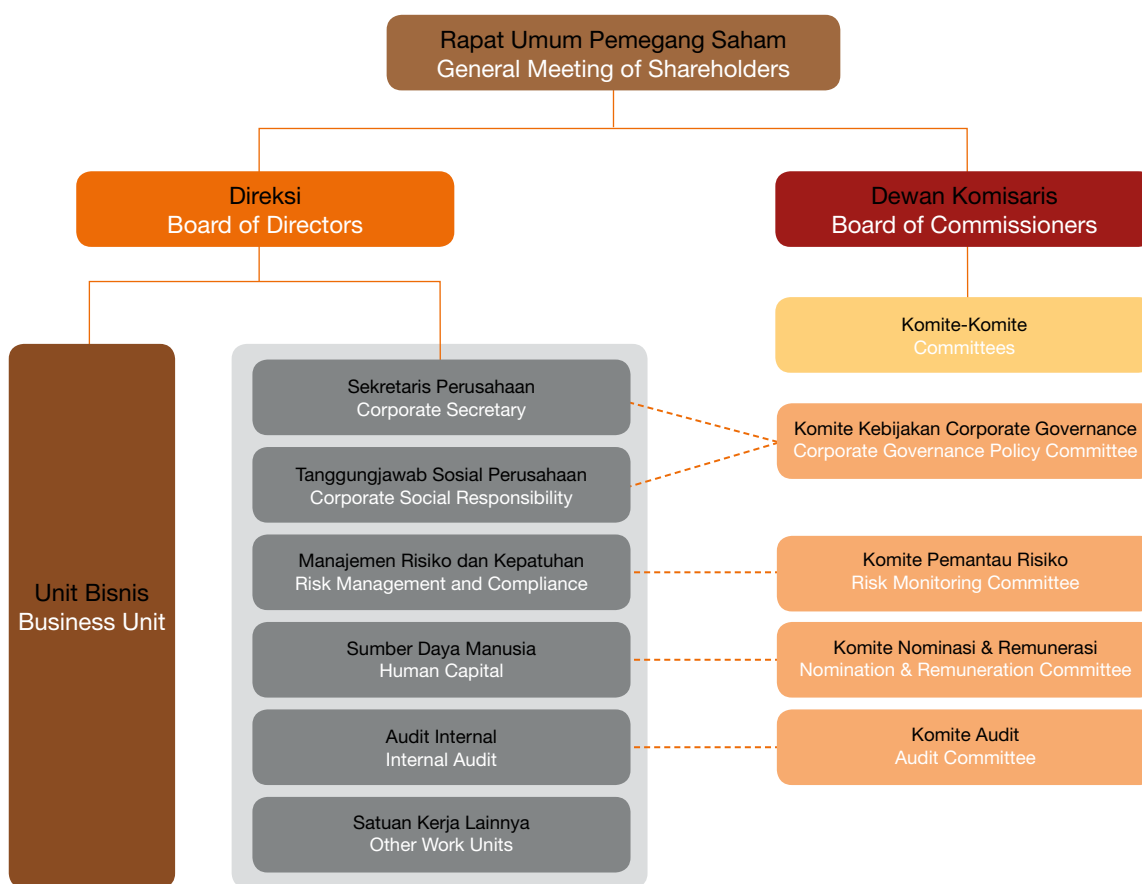 Rapat Umum Pemegang Saham
General Meeting of Shareholders
Direksi
Board of Directors
Dewan Komisaris
Board of Commissioners
Komite-Komite
Committees
Unit Bisnis
Business Unit
Sekretaris Perusahaan
Corporate Secretary
Tanggungjawab Sosial Perusahaan
Corporate Social Responsibility
Manajemen Risiko dan Kepatuhan
Risk Management and Compliance
Sumber Daya Manusia
Human Capital
Audit Internal
Internal Audit
Satuan Kerja Lainnya
Other Work Units
Komite Kebijakan Corporate Governance
Corporate Governance Policy Committee
Komite Pemantau Risiko
Risk Monitoring Committee
Komite Nominasi & Remunerasi
Nomination & Remuneration Committee
Komite Audit
Audit Committee